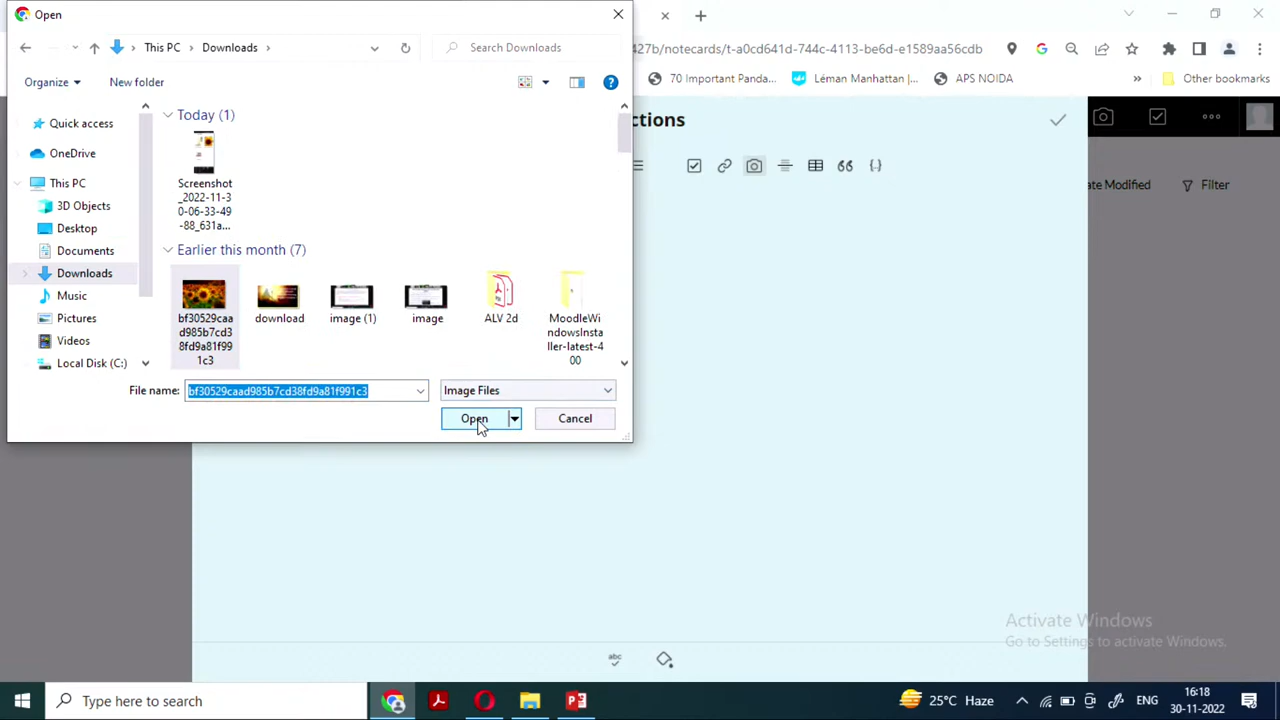 Open
This PC
Downloads
Search Downloads
427b/notecards/t-a0cd641d-744c-4113-be6d-e1589aa56cdb
Organize
New folder
70 Important Panda...
Léman Manhattan |...
APS NOIDA
»
Other bookmarks
Quick access
OneDrive
This PC
3D Objects
Desktop
Documents
Downloads
Music
Pictures
Videos
Local Disk (C:)
Today (1)
Screenshot
_2022-11-3
0-06-33-49
-88_631a...
Earlier this month (7)
bf30529caa
d985b7cd3
8fd9a81f99
1c3
download
image (1)
image
ALV 2d
MoodleWi
ndowsInsta
ller-latest-4
00
File name:
bf30529caad985b7cd38fd9a81f991c3
Image Files
Open
Cancel
ctions
te Modified
Filter
abc
Activate Windows
Go to Settings to activate Windows.
Type here to search
25°C Haze
ENG
16:18
30-11-2022